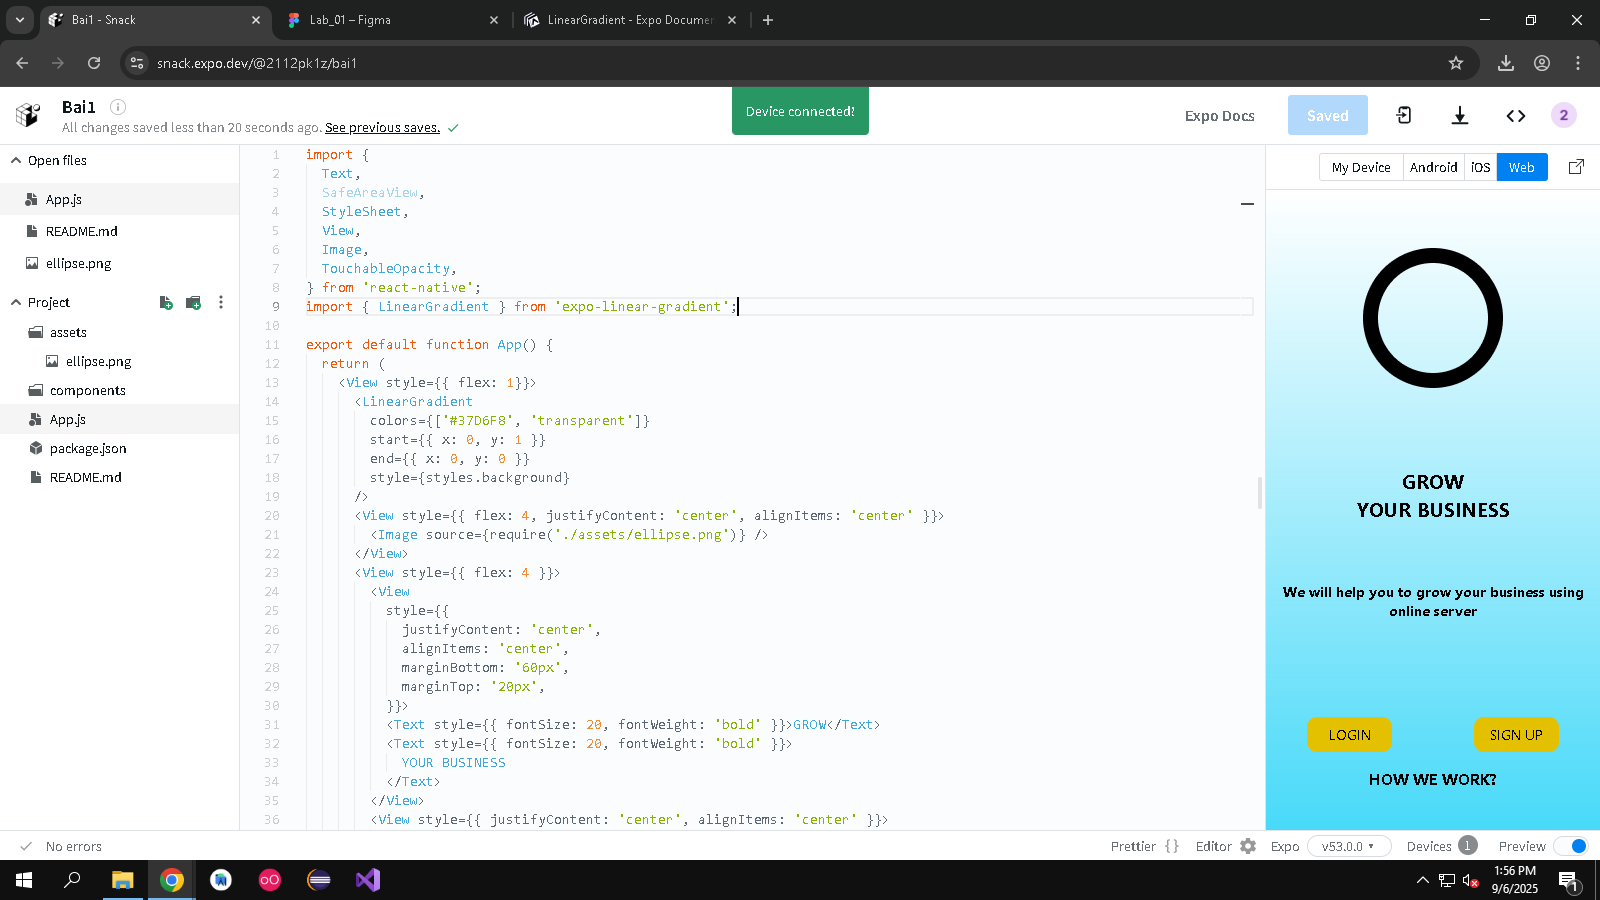 Bai1 - Snack
Lab_01 – Figma
LinearGradient - Expo Documen
snack.expo.dev/@2112pk1z/bai1
Bai1
All changes saved less than 20 seconds ago. See previous saves.
Device connected!
Expo Docs
Saved
2
Open files
App.js
README.md
ellipse.png
Project
assets
ellipse.png
components
App.js
package.json
README.md
1 import {
2 Text,
3 SafeAreaView,
4 StyleSheet,
5 View,
6 Image,
7 TouchableOpacity,
8 } from 'react-native';
9 import { LinearGradient } from 'expo-linear-gradient';
10
11 export default function App() {
12 return (
13 <View style={{ flex: 1}}>
14 <LinearGradient
15 colors={['#37D6F8', 'transparent']}
16 start={{ x: 0, y: 1 }}
17 end={{ x: 0, y: 0 }}
18 style={styles.background}
19 />
20 <View style={{ flex: 4, justifyContent: 'center', alignItems: 'center' }}>
21 <Image source={require('./assets/ellipse.png')} />
22 </View>
23 <View style={{ flex: 4 }}>
24 <View
25 style={{
26 justifyContent: 'center',
27 alignItems: 'center',
28 marginBottom: '60px',
29 marginTop: '20px',
30 }}>
31 <Text style={{ fontSize: 20, fontWeight: 'bold' }}>GROW</Text>
32 <Text style={{ fontSize: 20, fontWeight: 'bold' }}>
33 YOUR BUSINESS
34 </Text>
35 </View>
36 <View style={{ justifyContent: 'center', alignItems: 'center' }}>
My Device Android iOS Web
GROW
YOUR BUSINESS
We will help you to grow your business using
online server
LOGIN
SIGN UP
HOW WE WORK?
No errors
Prettier {} Editor Expo v53.0.0 Devices 1 Preview
1:56 PM
9/6/2025
1